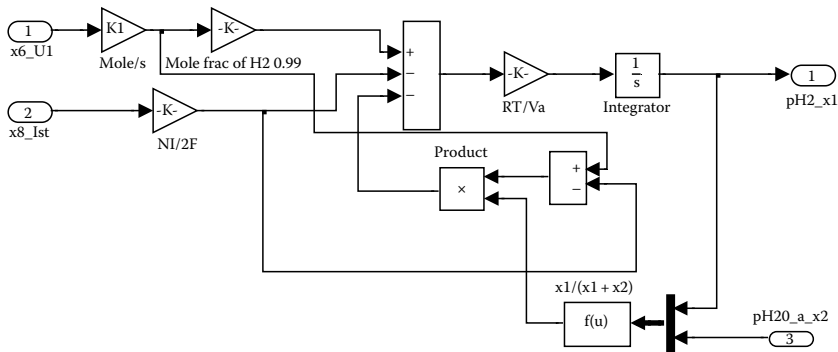 1
x6_U1
K1
Mole/s
-K-
Mole frac of H2 0.99
+
−
−
-K-
RT/Va
1
s
Integrator
1
pH2_x1
2
x8_Ist
-K-
NI/2F
Product
×
+
−
x1/(x1 + x2)
f(u)
pH20_a_x2
3